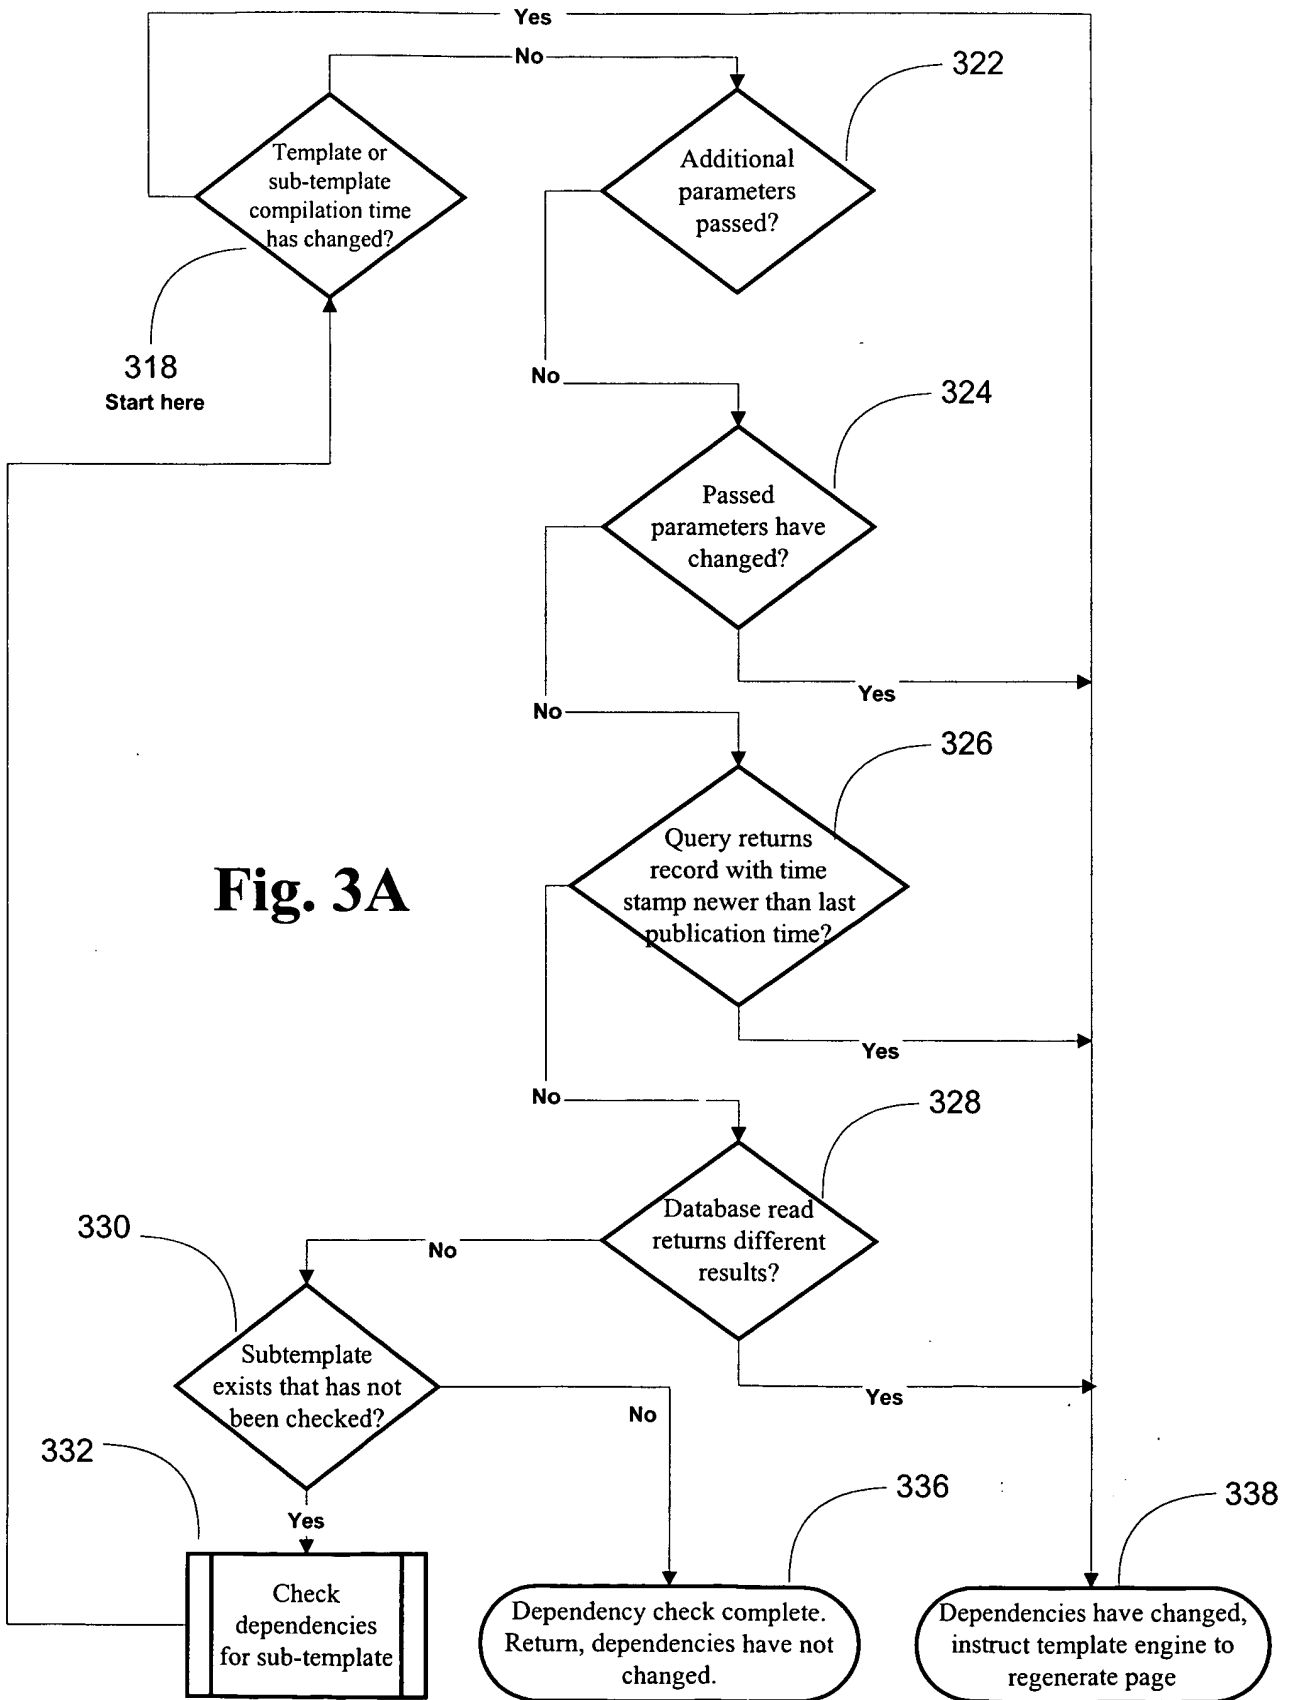 Yes
No
322
Template or
sub-template
compilation time
has changed?
Additional
parameters
passed?
318
Start here
No
324
Passed
parameters have
changed?
Yes
No
326
Query returns
record with time
stamp newer than last
publication time?
Fig. 3A
Yes
No
328
Database read
returns different
results?
330
No
Subtemplate
exists that has not
been checked?
Yes
No
332
336
338
Yes
Check
dependencies
for sub-template
Dependency check complete.
Return, dependencies have not
changed.
Dependencies have changed,
instruct template engine to
regenerate page